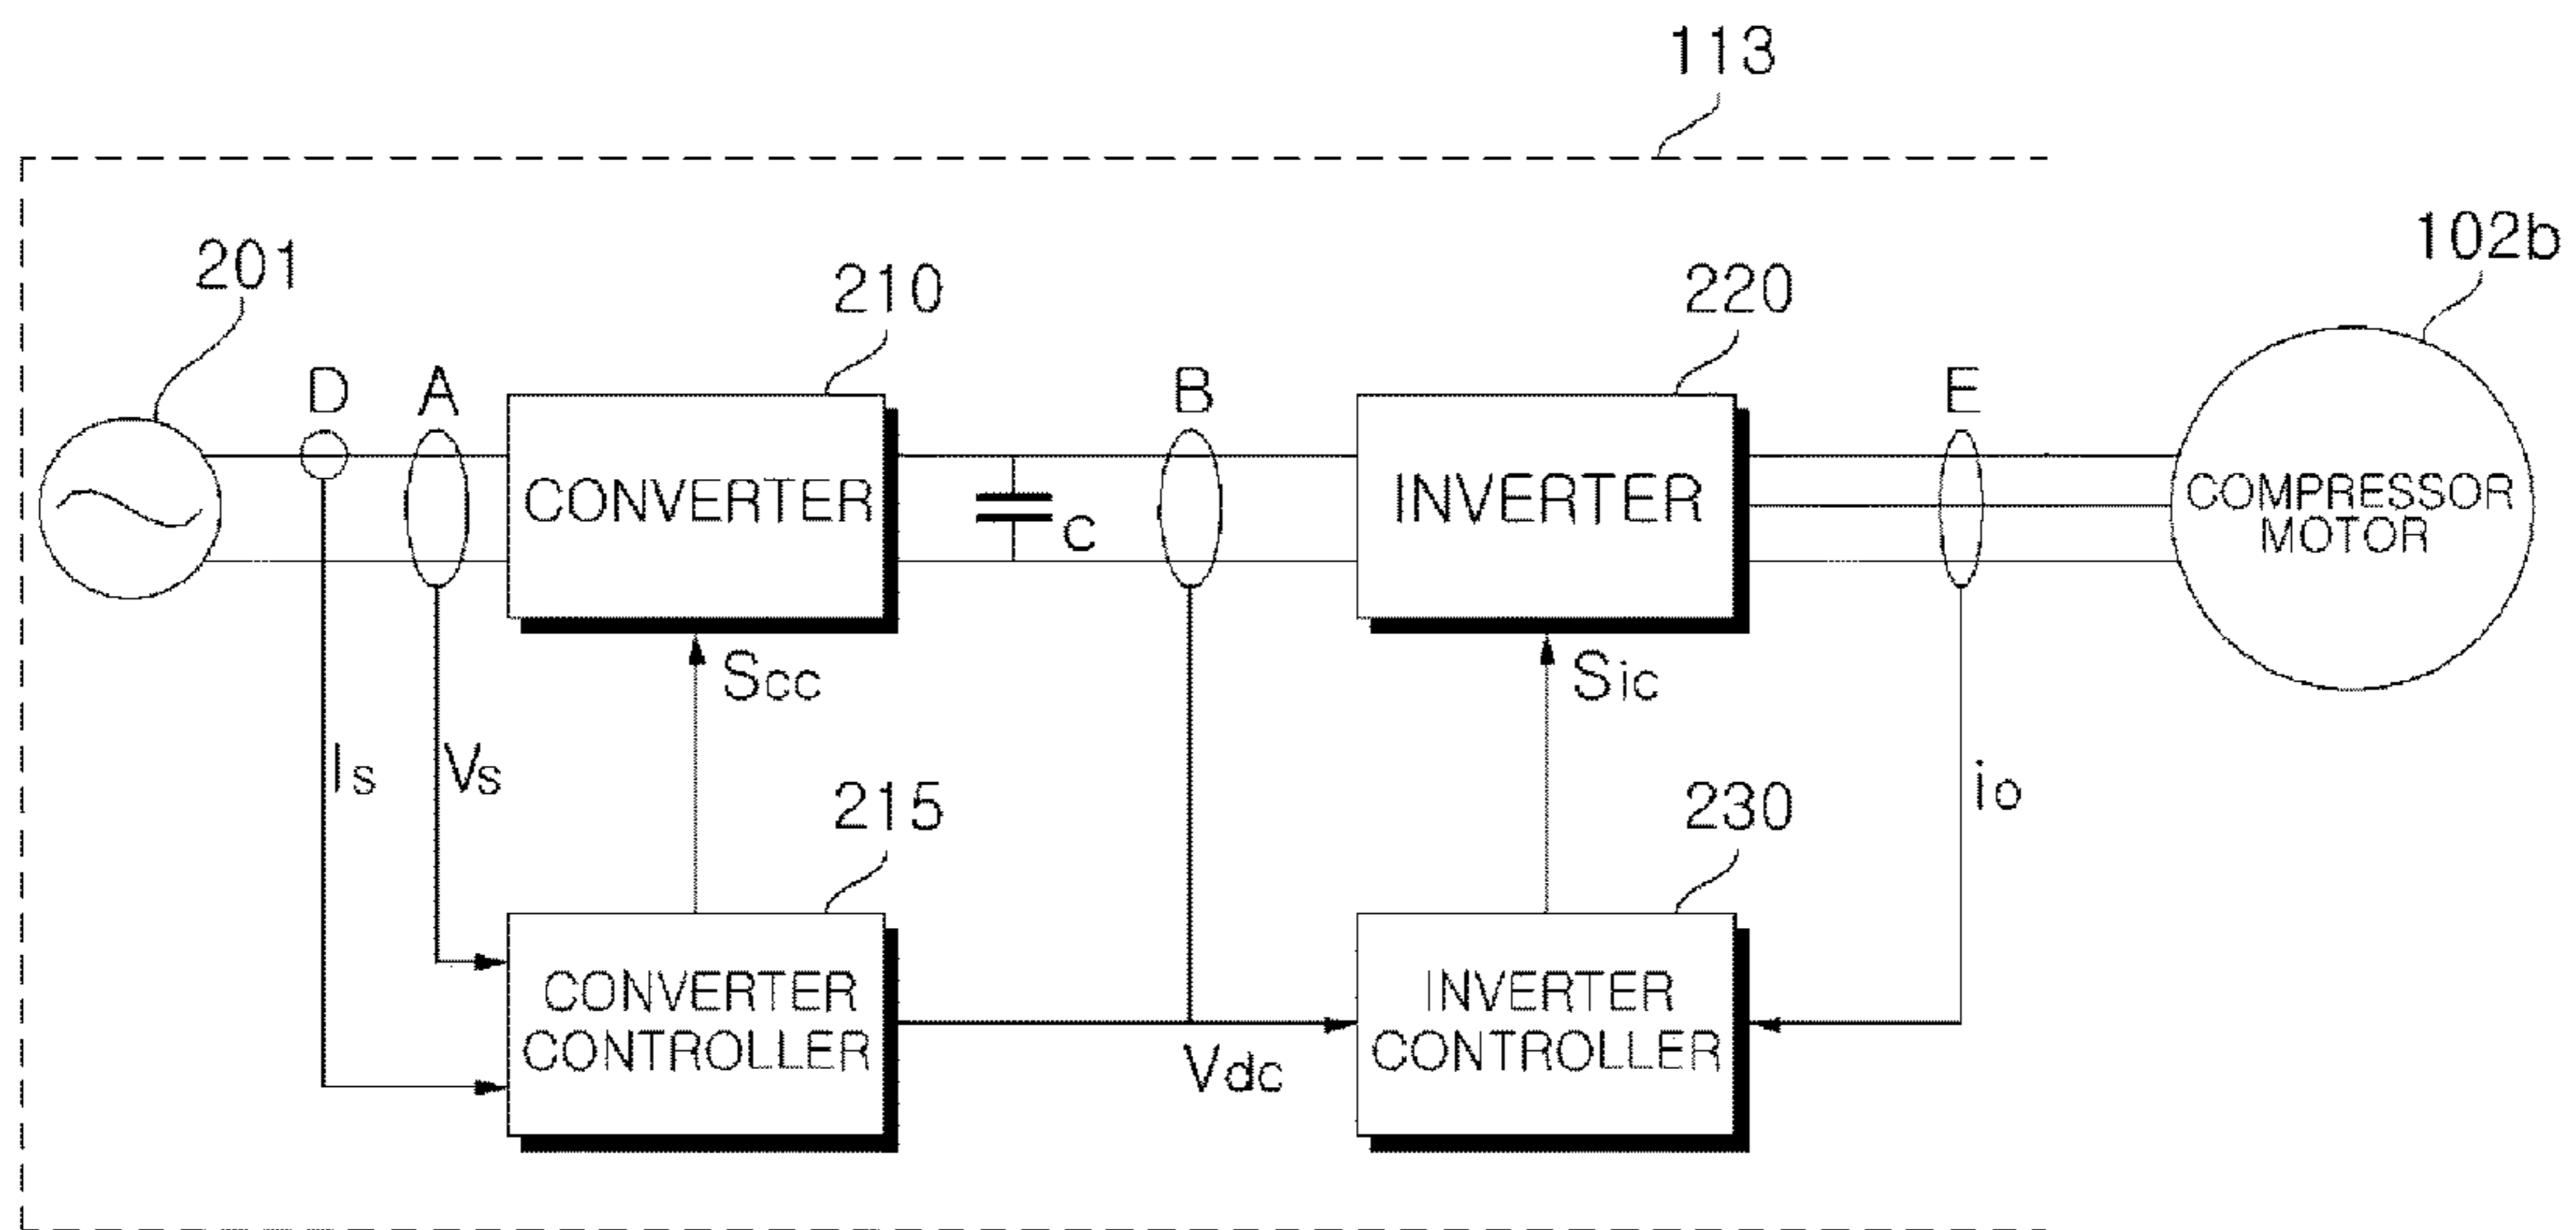 113
201
210
220
102b
D
A
B
E
CONVERTER
C
INVERTER
COMPRESSOR
MOTOR
Scc
Sic
Is
Vs
io
215
230
CONVERTER
CONTROLLER
INVERTER
CONTROLLER
Vdc